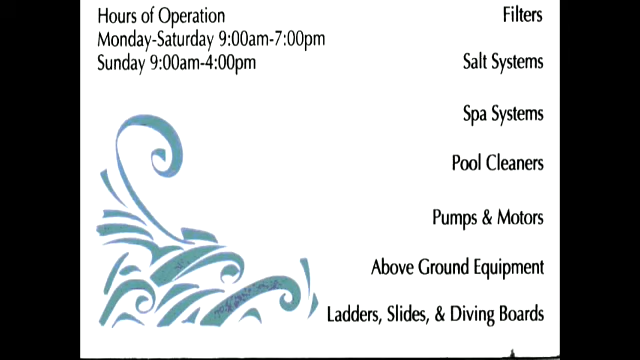 Hours of Operation
Monday-Saturday 9:00am-7:00pm
Sunday 9:00am-4:00pm
Filters
Salt Systems
Spa Systems
Pool Cleaners
Pumps & Motors
Above Ground Equipment
Ladders, Slides, & Diving Boards